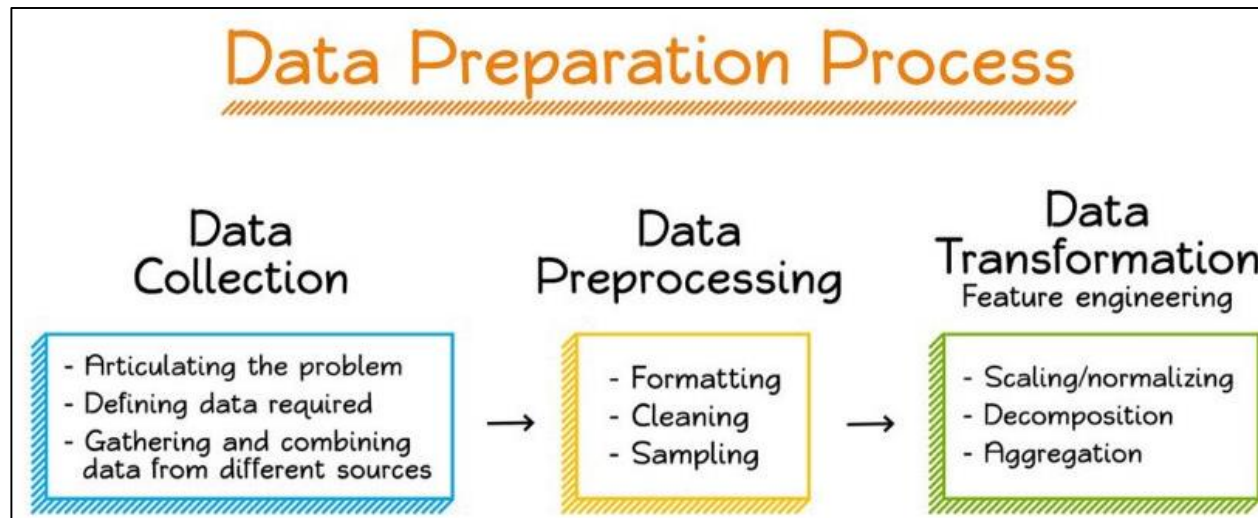 Data Preparation Process
Data
Collection
- Articulating the problem
- Defining data required
- Gathering and combining
data from different sources
→
Data
Preprocessing
- Formatting
- Cleaning
- Sampling
→
Data
Transformation
Feature engineering
- Scaling/normalizing
- Decomposition
- Aggregation